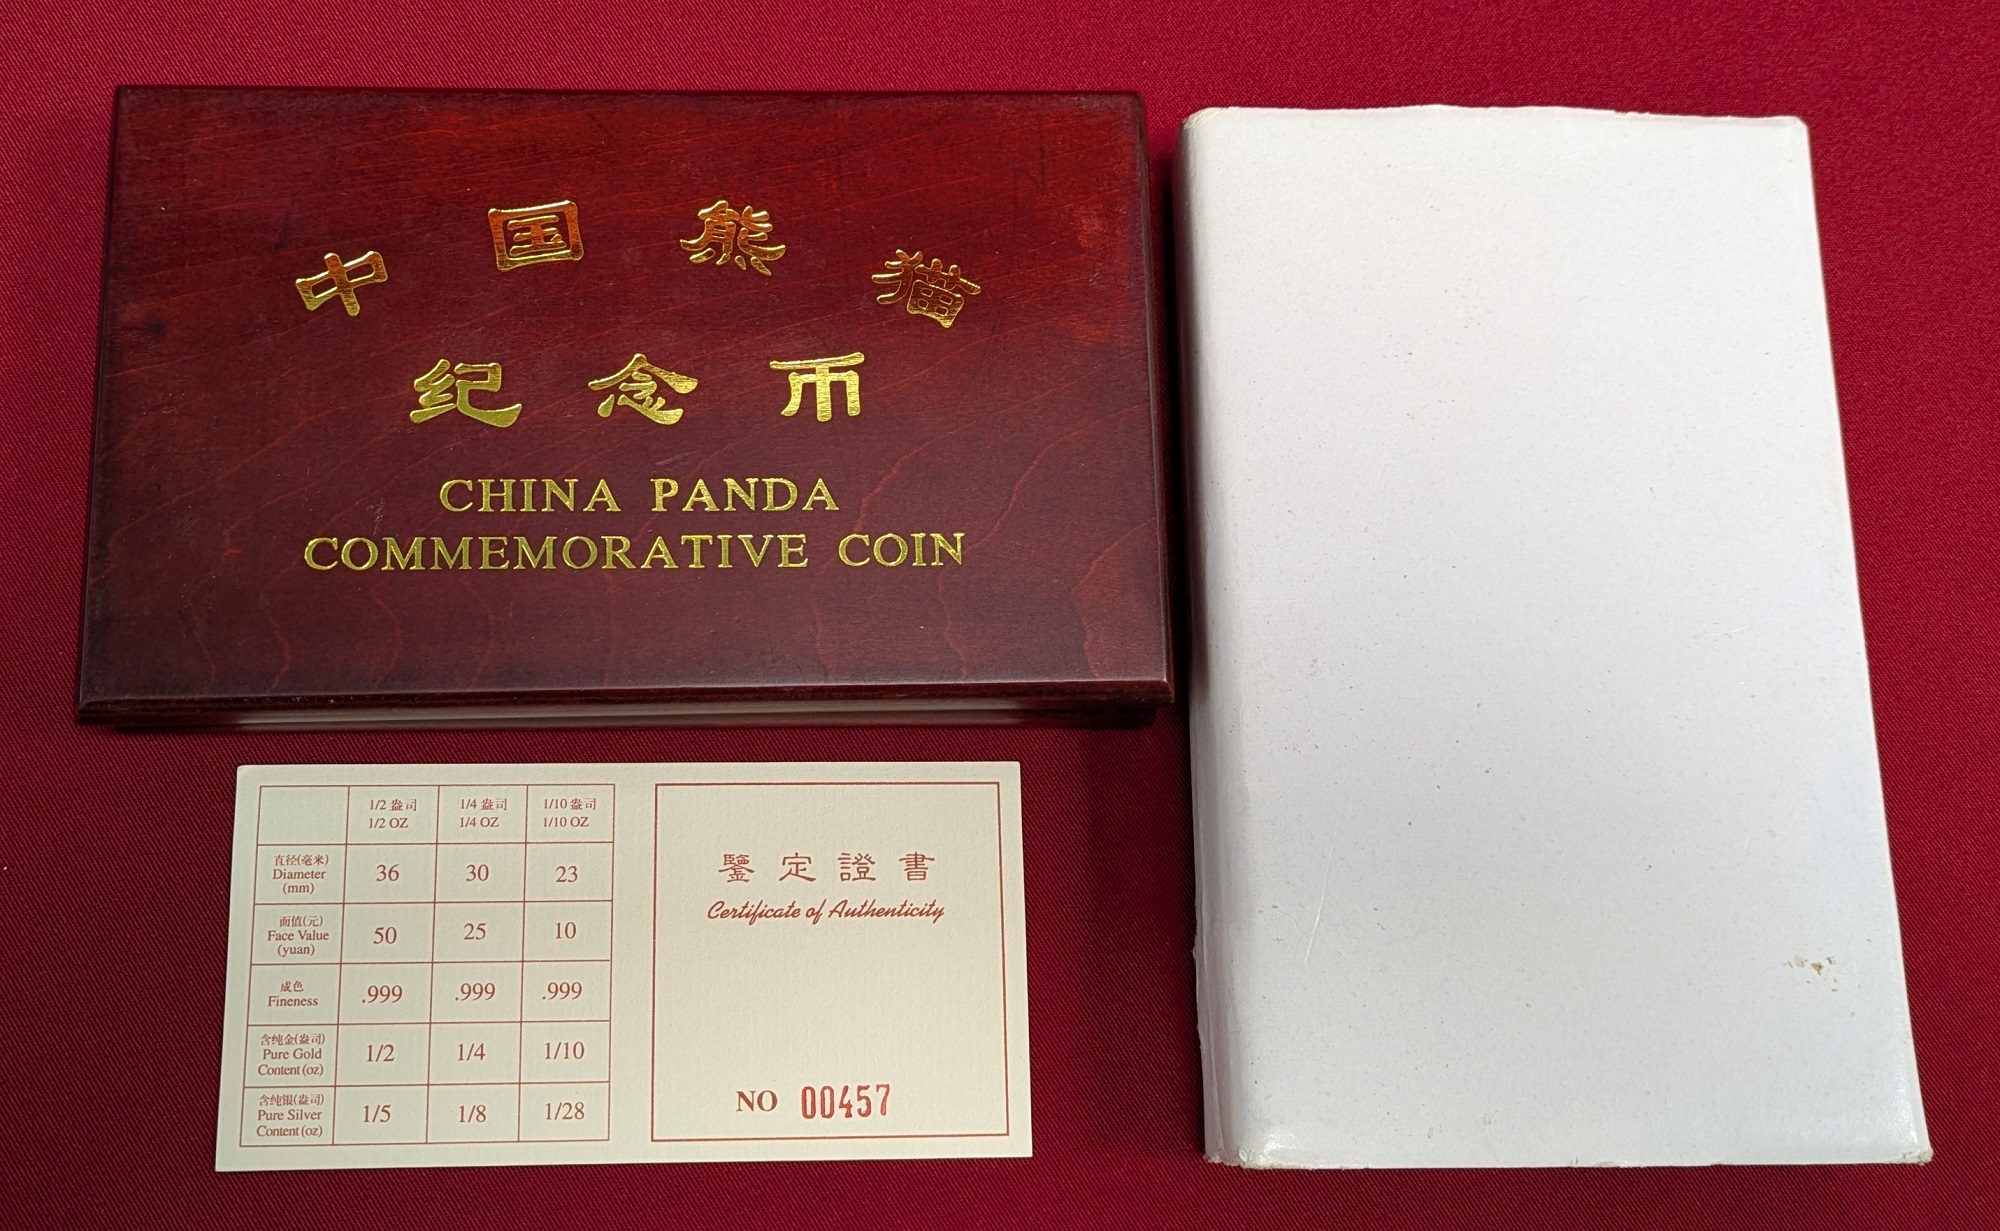 中国熊猫
纪念币
CHINA PANDA
COMMEMORATIVE COIN
1/2 盎司 1/4 盎司 1/10 盎司
1/2 OZ 1/4 OZ 1/10 OZ
直径(毫米)
Diameter
(mm)
36 30 23
面值(元)
Face Value
(yuan)
50 25 10
成色
Fineness
.999 .999 .999
含纯金(盎司)
Pure Gold
Content (oz)
1/2 1/4 1/10
含纯银(盎司)
Pure Silver
Content (oz)
1/5 1/8 1/28
鑒定證書
Certificate of Authenticity
NO 00457